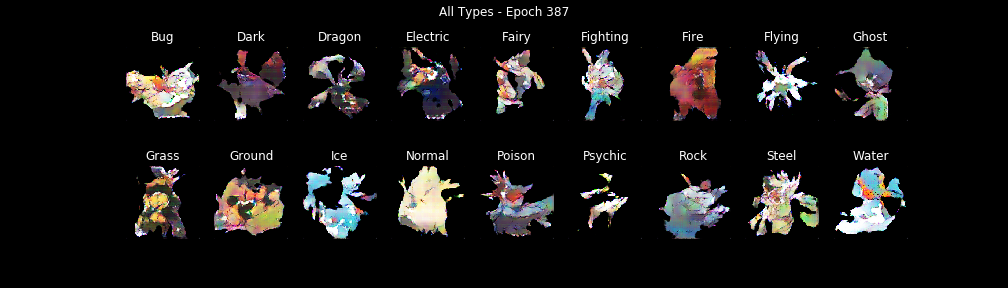 All Types - Epoch 387
Bug Dark Dragon Electric Fairy Fighting Fire Flying Ghost
Grass Ground Ice Normal Poison Psychic Rock Steel Water